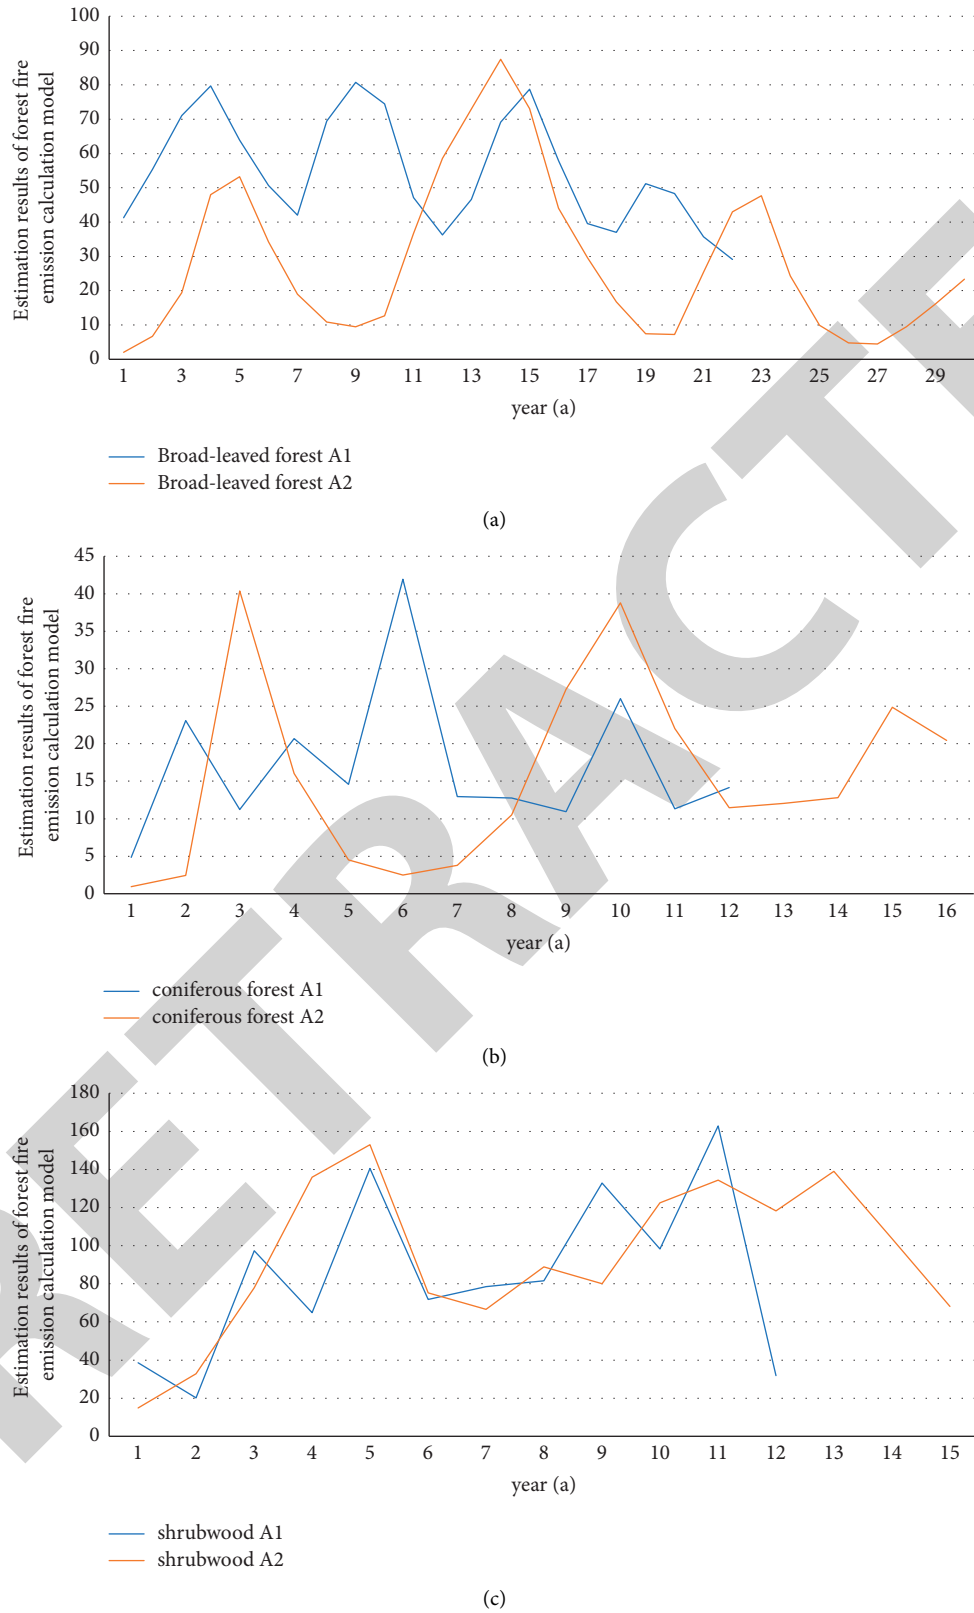 100
90
80
70
60
50
40
30
20
10
0
Estimation results of forest fire
emission calculation model
1 3 5 7 9 11 13 15 17 19 21 23 25 27 29
year (a)
Broad-leaved forest A1
Broad-leaved forest A2
(a)
45
40
35
30
25
20
15
10
5
0
Estimation results of forest fire
emission calculation model
1 2 3 4 5 6 7 8 9 10 11 12 13 14 15 16
year (a)
coniferous forest A1
coniferous forest A2
(b)
180
160
140
120
100
80
60
40
20
0
Estimation results of forest fire
emission calculation model
1 2 3 4 5 6 7 8 9 10 11 12 13 14 15
year (a)
shrubwood A1
shrubwood A2
(c)
RETRACTE